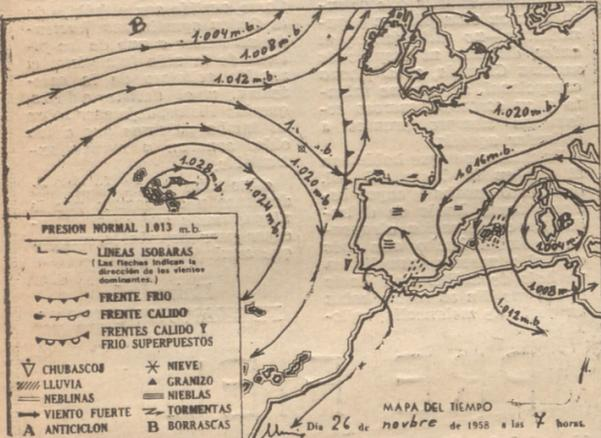 B
1.004 m.b.
1.008 m.b.
1.012 m.b.
1.020 m.b.
1.016 m.b.
1.028
1.020 m.b.
1.024 m.b.
B
1.004 m.
1.008 m.b.
1.012 m.b
PRESION NORMAL 1.013 m.b.
LINEAS ISOBARAS
(Las flechas indican la
dirección de los vientos
dominantes.)
FRENTE FRIO
FRENTE CALIDO
FRENTES CALIDO Y
FRIO SUPERPUESTOS
CHUBASCOS
NIEVE
LLUVIA
GRANIZO
NEBLINAS
NIEBLAS
VIENTO FUERTE
TORMENTAS
A ANTICICLON
B BORRASCAS
MAPA DEL TIEMPO
Día 26 de novbre de 1958 a las 7 horas.